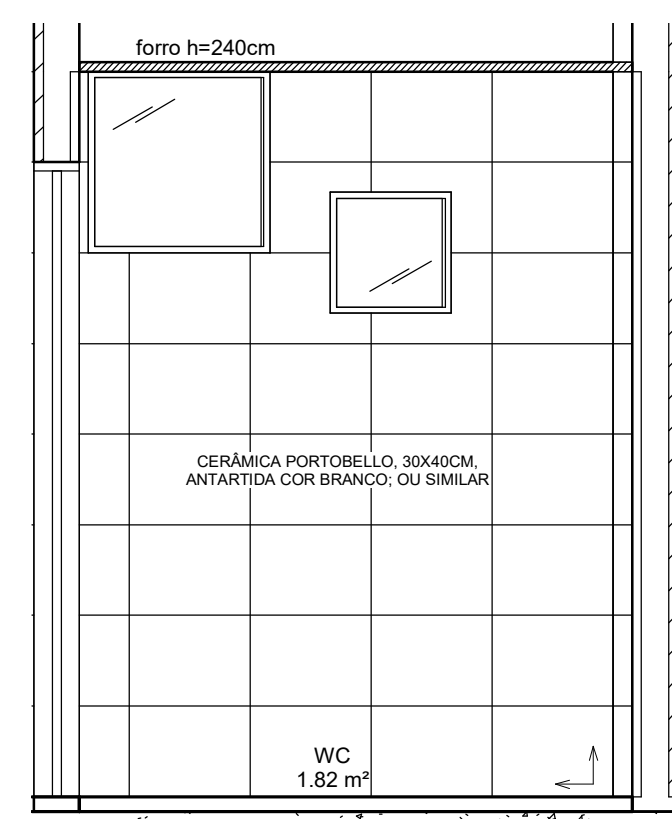 forro h=240cm
CERÂMICA PORTOBELLO, 30X40CM,
ANTARTIDA COR BRANCO; OU SIMILAR
WC
1.82 m²